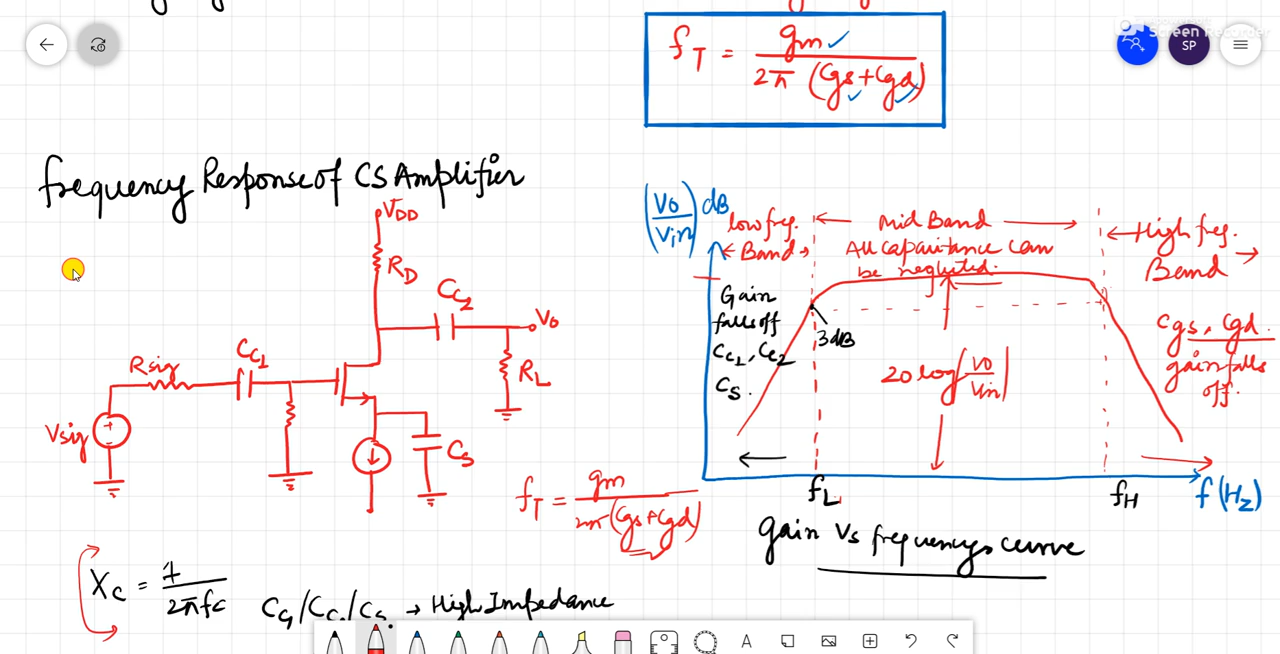 Screen Recorder
SP
fT = gm / 2π (Cgs+Cgd)
frequency Response of CS Amplifier
VDD
RD
CC2
Vo
RL
CC1
Rsig
Vsig
CS
(Vo/Vin) dB
low freq. Band
Mid Band
All capacitance can
be neglected.
High freq.
Band
Gain
falls off
CC1, CC2
CS.
3dB
20 log |Vo/Vin|
Cgs, Cgd
gain falls
off.
fL
fH
f (Hz)
fT = gm / 2π (Cgs+Cgd)
gain Vs frequency curve
XC = 1 / 2πfC
CC1/CC2/CS. → High Impedance
A